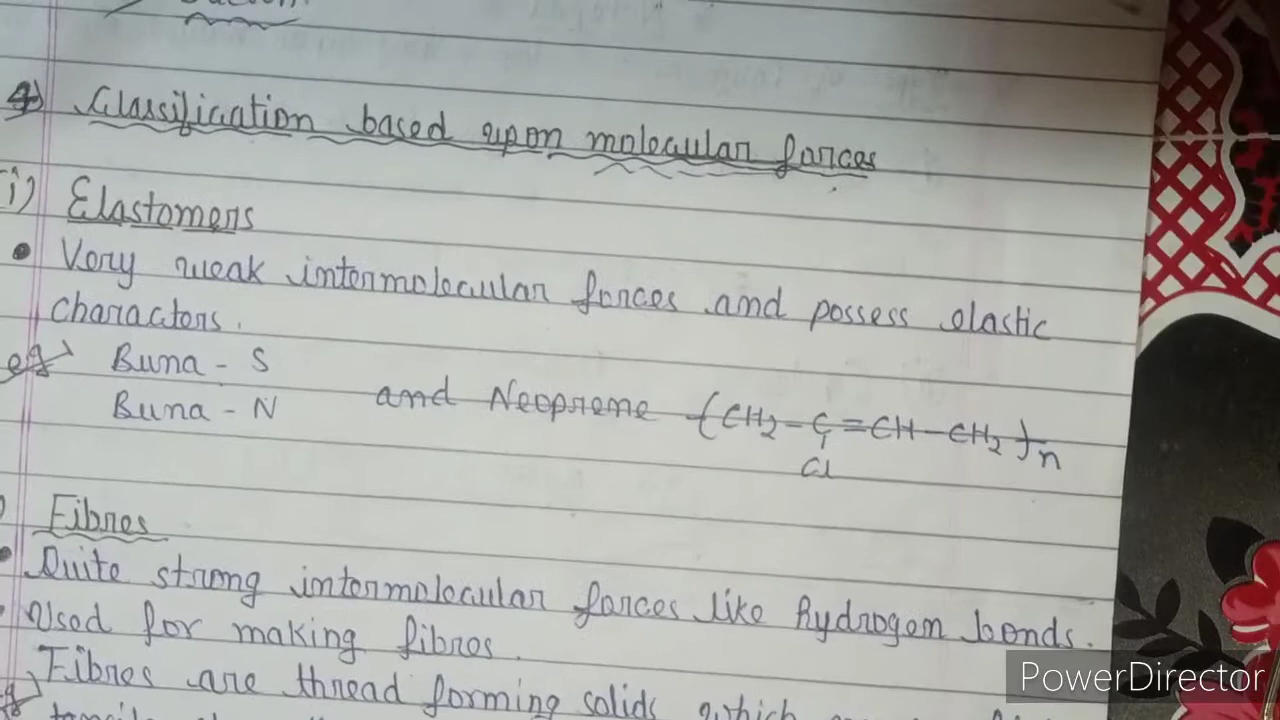 4) Classification based upon molecular forces
i) Elastomers
• Very weak intermolecular forces and possess elastic
characters.
eg Buna - S
Buna - N and Neoprene -(CH2-C=CH-CH2)-n
Cl
Fibres
• Quite strong intermolecular forces like hydrogen bonds.
• Used for making fibres.
Fibres are thread forming solids which
PowerDirector